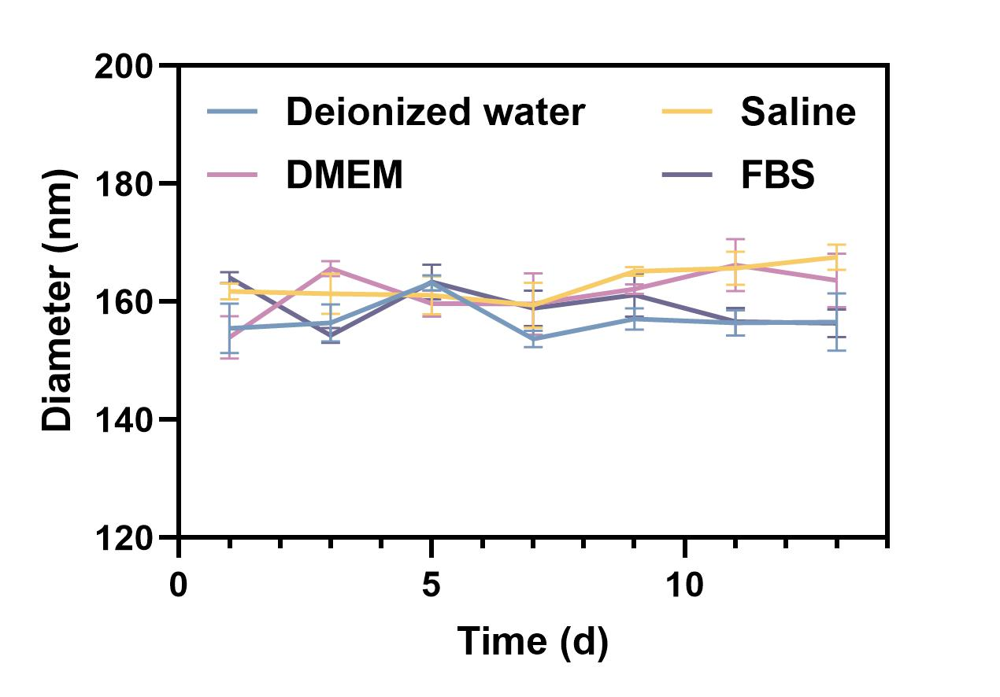 200
Deionized water
Saline
DMEM
FBS
180
160
140
120
Diameter (nm)
0
5
10
Time (d)